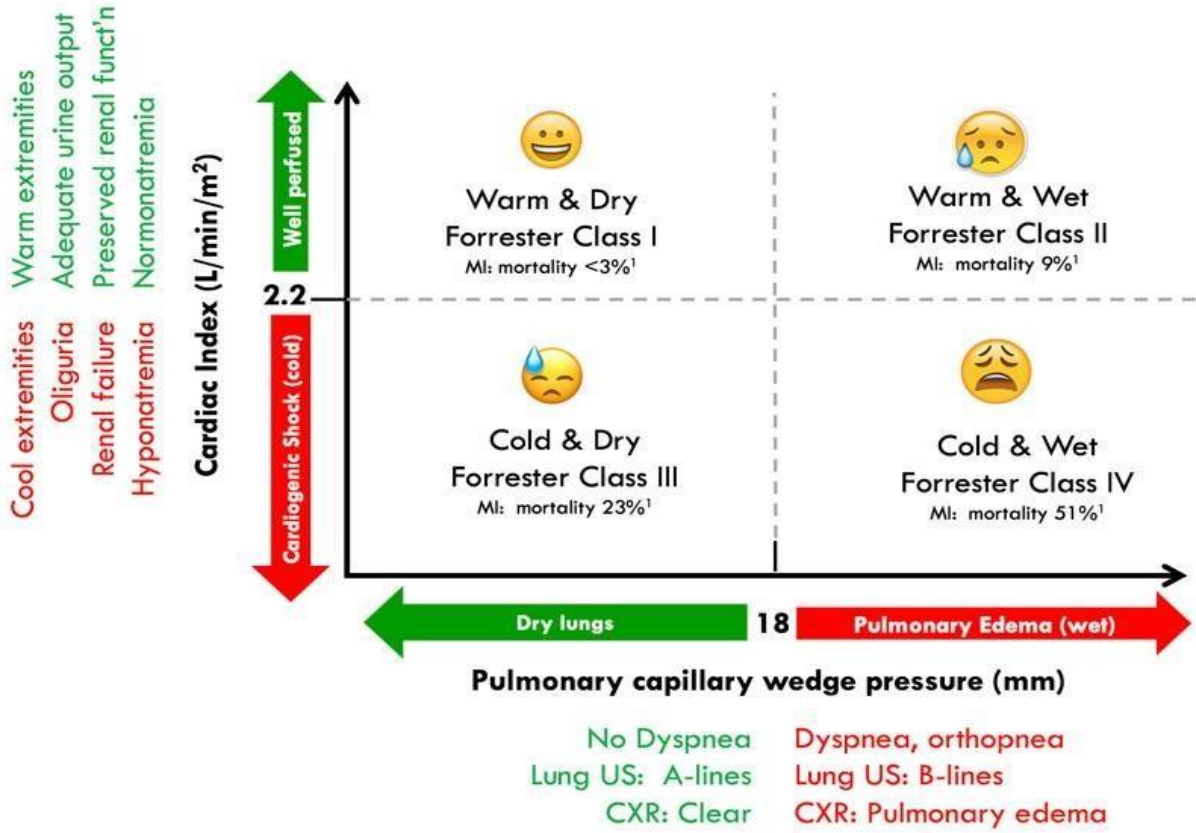 Warm extremities
Adequate urine output
Preserved renal funct'n
Normonatremia
Cool extremities
Oliguria
Renal failure
Hyponatremia
Cardiac Index (L/min/m²)
Well perfused
2.2
Cardiogenic Shock (cold)
Warm & Dry
Forrester Class I
MI: mortality <3%¹
Warm & Wet
Forrester Class II
MI: mortality 9%¹
Cold & Dry
Forrester Class III
MI: mortality 23%¹
Cold & Wet
Forrester Class IV
MI: mortality 51%¹
Dry lungs
18
Pulmonary Edema (wet)
Pulmonary capillary wedge pressure (mm)
No Dyspnea
Lung US: A-lines
CXR: Clear
Dyspnea, orthopnea
Lung US: B-lines
CXR: Pulmonary edema